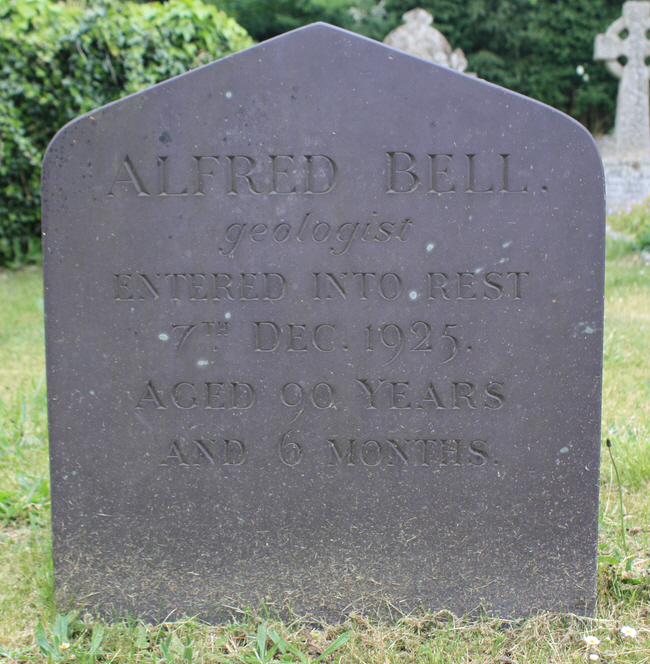 ALFRED BELL.
geologist
ENTERED INTO REST
7TH DEC. 1925.
AGED 90 YEARS
AND 6 MONTHS.